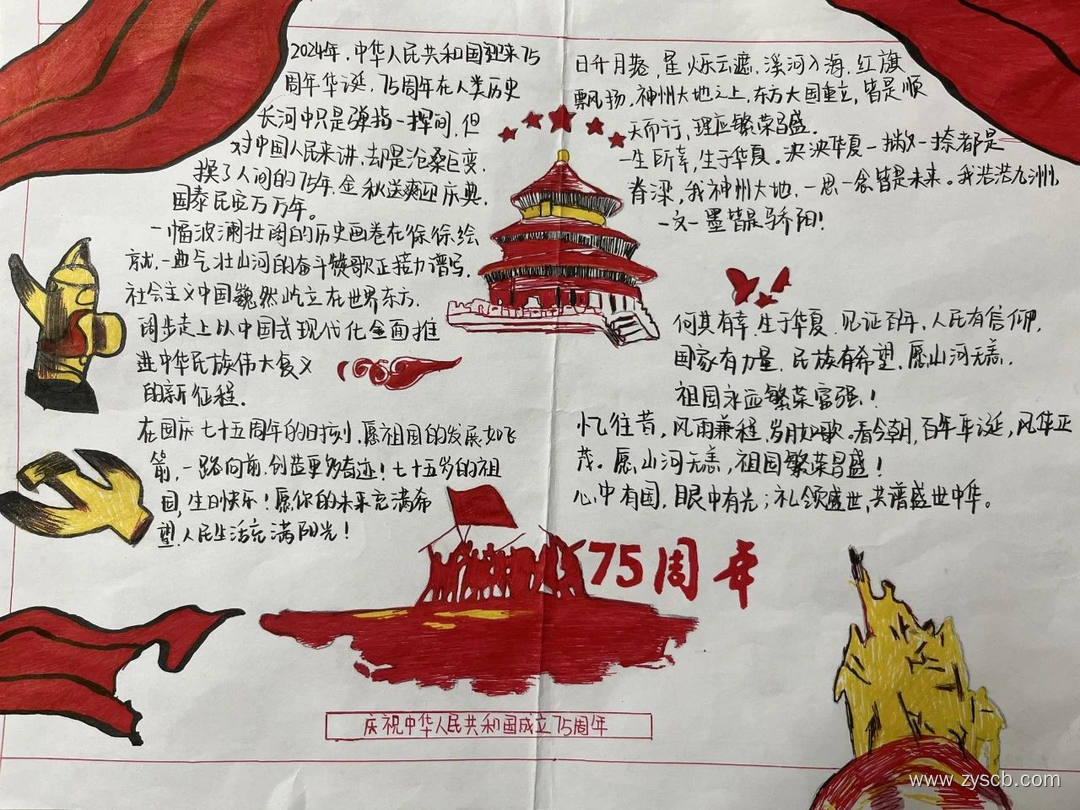 2024年,中华人民共和国迎来75
周年华诞,75周年在人类历史
长河中只是弹指一挥间,但
对中国人民来讲,却是沧桑巨变,
换了人间的75年,金秋送爽迎庆典,
国泰民安万万年。
一幅波澜壮阔的历史画卷在徐徐绘
就,一曲气壮山河的奋斗赞歌正接力谱写,
社会主义中国巍然屹立在世界东方,
阔步走上以中国式现代化全面推
进中华民族伟大复义
的新征程.
在国庆七十五周年的日时刻,愿祖国的发展如飞
箭,一路向前,创造更多奇迹!七十五岁的祖
国,生日快乐!愿你的未来充满希
望,人民生活充满阳光!
日升月巷,星烁云遮,溪河入海,红旗
飘扬,神州大地之上,东方大国重立,皆是顺
天而行,理应繁荣昌盛.
一生所幸,生于华夏。泱泱华夏一撇一捺都是
脊梁,我神州大地,一思一念皆是未来。我浩浩九洲,
一文一墨皆是骄阳!
何其有幸,生于华夏,见证百年,人民有信仰,
国家有力量,民族有希望,愿山河无恙,
祖国永远繁荣富强!
忆往昔,风雨兼程,岁月如歌。看今朝,百年华诞,风华正
茂。愿山河无恙,祖国繁荣昌盛!
心中有国,眼中有光;礼领盛世,共谱盛世中华。
75周年
庆祝中华人民共和国成立75周年
www.zyscb.com